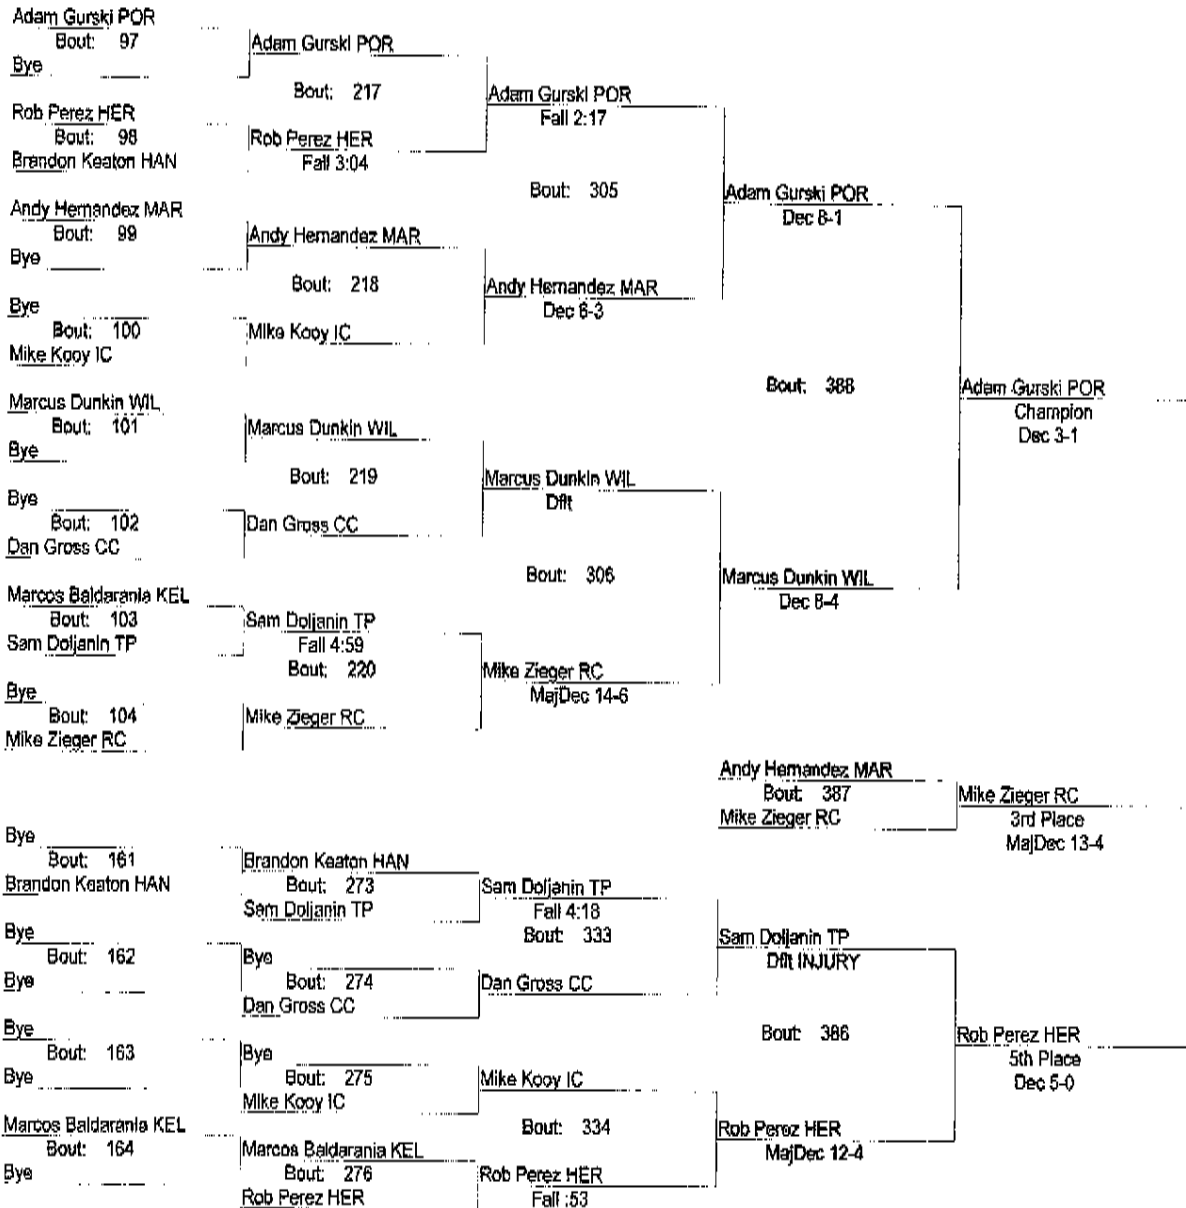 Adam Gurski POR
Bout: 97
Bye
Adam Gurski POR
Bout: 217
Rob Perez HER
Bout: 98
Brandon Keaton HAN
Rob Perez HER
Fall 3:04
Adam Gurski POR
Fall 2:17
Bout: 305
Andy Hernandez MAR
Bout: 99
Bye
Andy Hernandez MAR
Bout: 218
Bye
Bout: 100
Mike Kooy IC
Mike Kooy IC
Andy Hernandez MAR
Dec 6-3
Adam Gurski POR
Dec 8-1
Bout: 388
Adam Gurski POR
Champion
Dec 3-1
Marcus Dunkin WIL
Bout: 101
Bye
Marcus Dunkin WIL
Bout: 219
Bye
Bout: 102
Dan Gross CC
Dan Gross CC
Marcus Dunkin WIL
Dflt
Bout: 306
Marcus Dunkin WIL
Dec 8-4
Marcos Baldarania KEL
Bout: 103
Sam Doljanin TP
Sam Doljanin TP
Fall 4:59
Bout: 220
Bye
Bout: 104
Mike Zieger RC
Mike Zieger RC
Mike Zieger RC
MajDec 14-6
Andy Hernandez MAR
Bout: 387
Mike Zieger RC
Mike Zieger RC
3rd Place
MajDec 13-4
Bye
Bout: 161
Brandon Keaton HAN
Brandon Keaton HAN
Bout: 273
Sam Doljanin TP
Sam Doljanin TP
Fall 4:18
Bout: 333
Bye
Bout: 162
Bye
Bye
Bout: 274
Dan Gross CC
Dan Gross CC
Sam Doljanin TP
Dflt INJURY
Bout: 386
Rob Perez HER
5th Place
Dec 5-0
Bye
Bout: 163
Bye
Bye
Bout: 275
Mike Kooy IC
Mike Kooy IC
Bout: 334
Rob Perez HER
MajDec 12-4
Marcos Baldarania KEL
Bout: 164
Bye
Marcos Baldarania KEL
Bout: 276
Rob Perez HER
Rob Perez HER
Fall :53